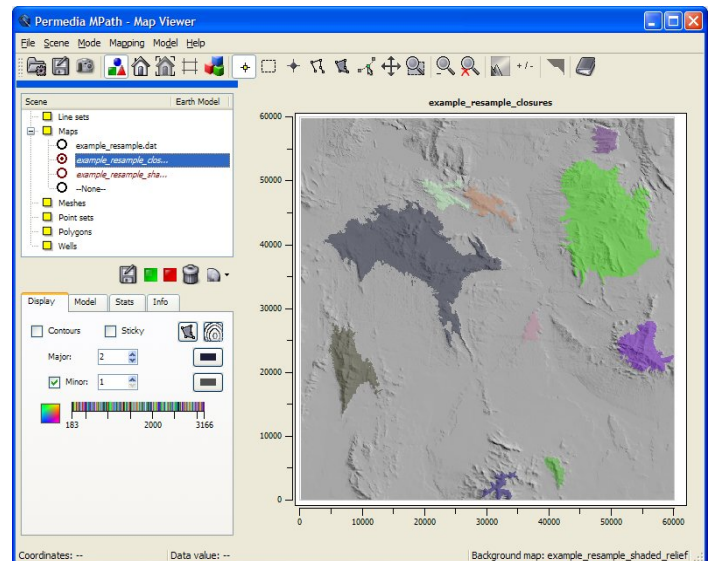 Permedia MPath - Map Viewer
File Scene Mode Mapping Model Help
+ / -
Scene Earth Model
Line sets
Maps
example_resample.dat
example_resample_clos...
example_resample_sha...
--None--
Meshes
Point sets
Polygons
Wells
Display Model Stats Info
Contours Sticky
Major: 2
Minor: 1
183 2000 3166
example_resample_closures
60000
50000
40000
30000
20000
10000
0
0 10000 20000 30000 40000 50000 60000
Coordinates: -- Data value: -- Background map: example_resample_shaded_relief